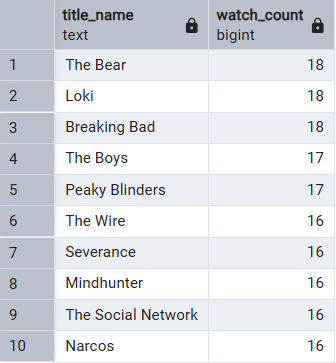 title_name watch_count
text bigint
1 The Bear 18
2 Loki 18
3 Breaking Bad 18
4 The Boys 17
5 Peaky Blinders 17
6 The Wire 16
7 Severance 16
8 Mindhunter 16
9 The Social Network 16
10 Narcos 16